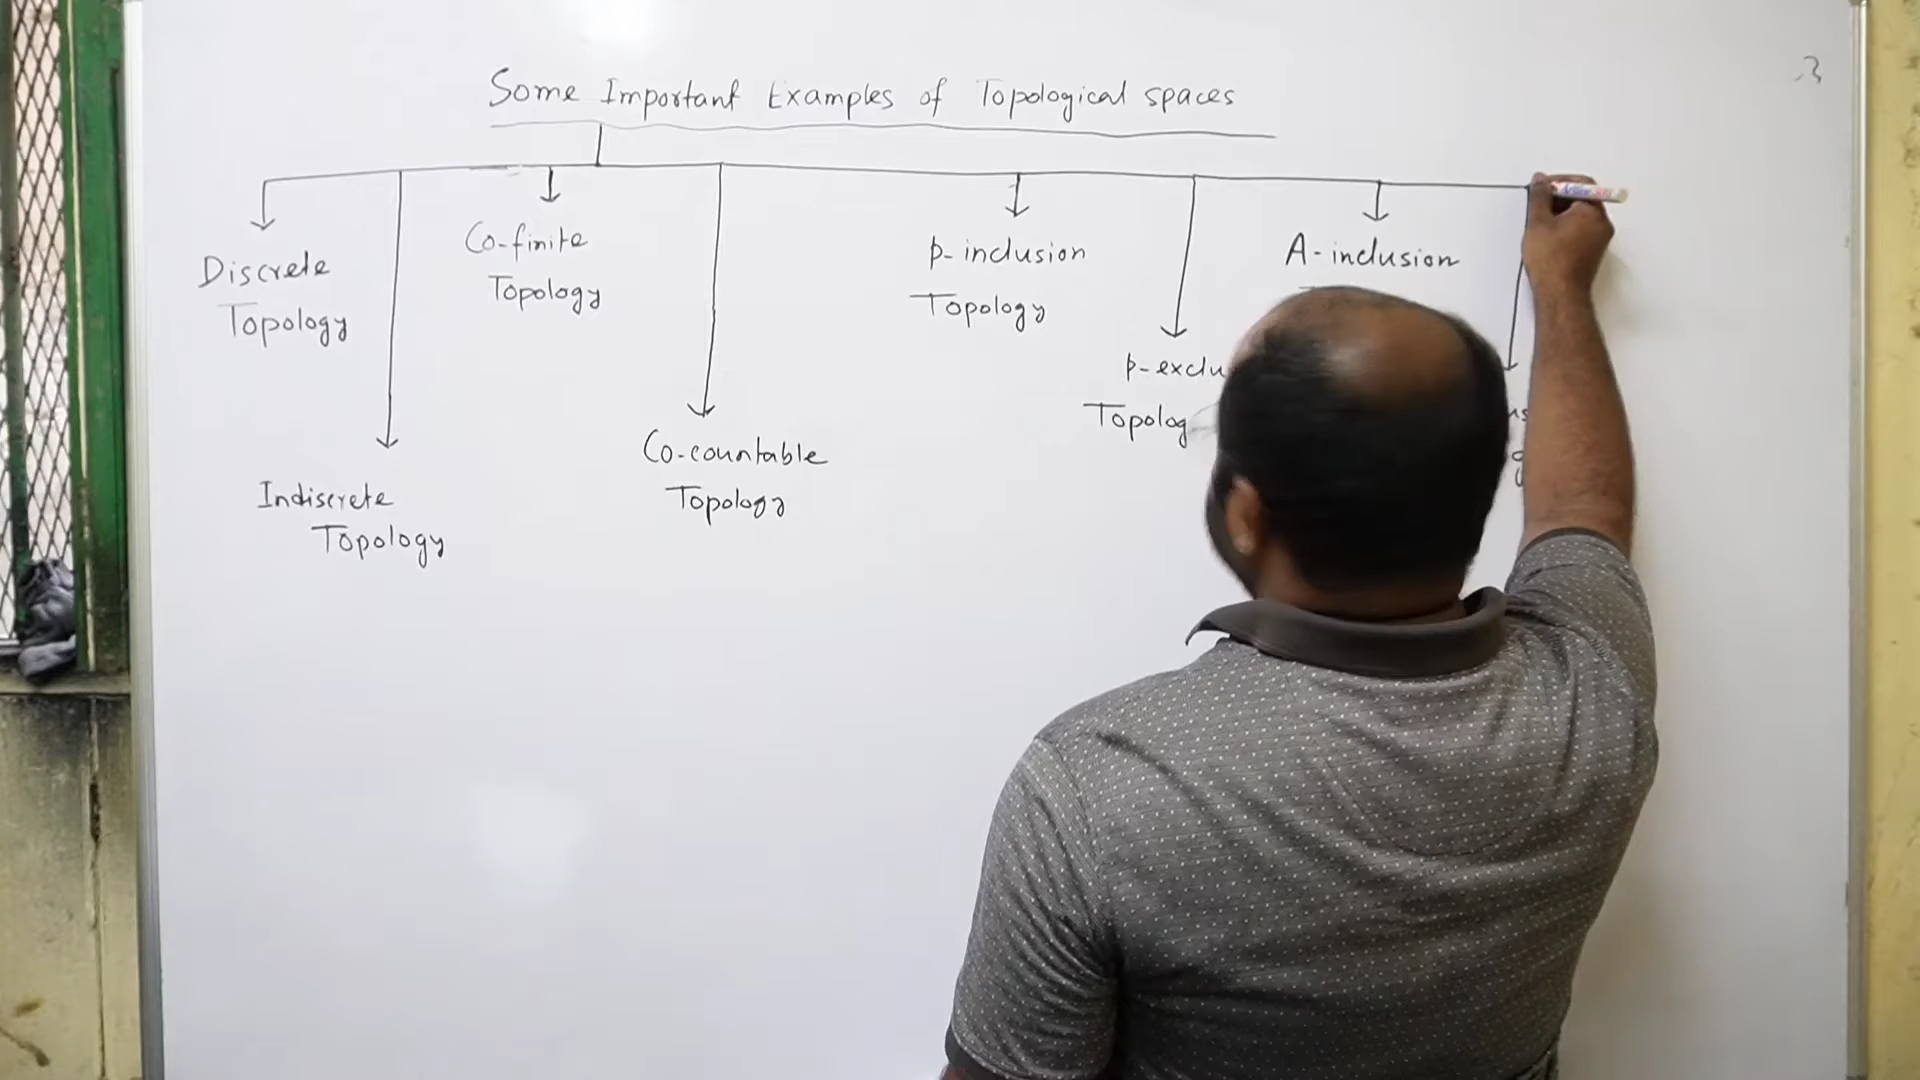 Some Important Examples of Topological spaces
Discrete
Topology
Indiscrete
Topology
Co-finite
Topology
Co-countable
Topology
p-inclusion
Topology
p-exclu
Topolog
A-inclusion